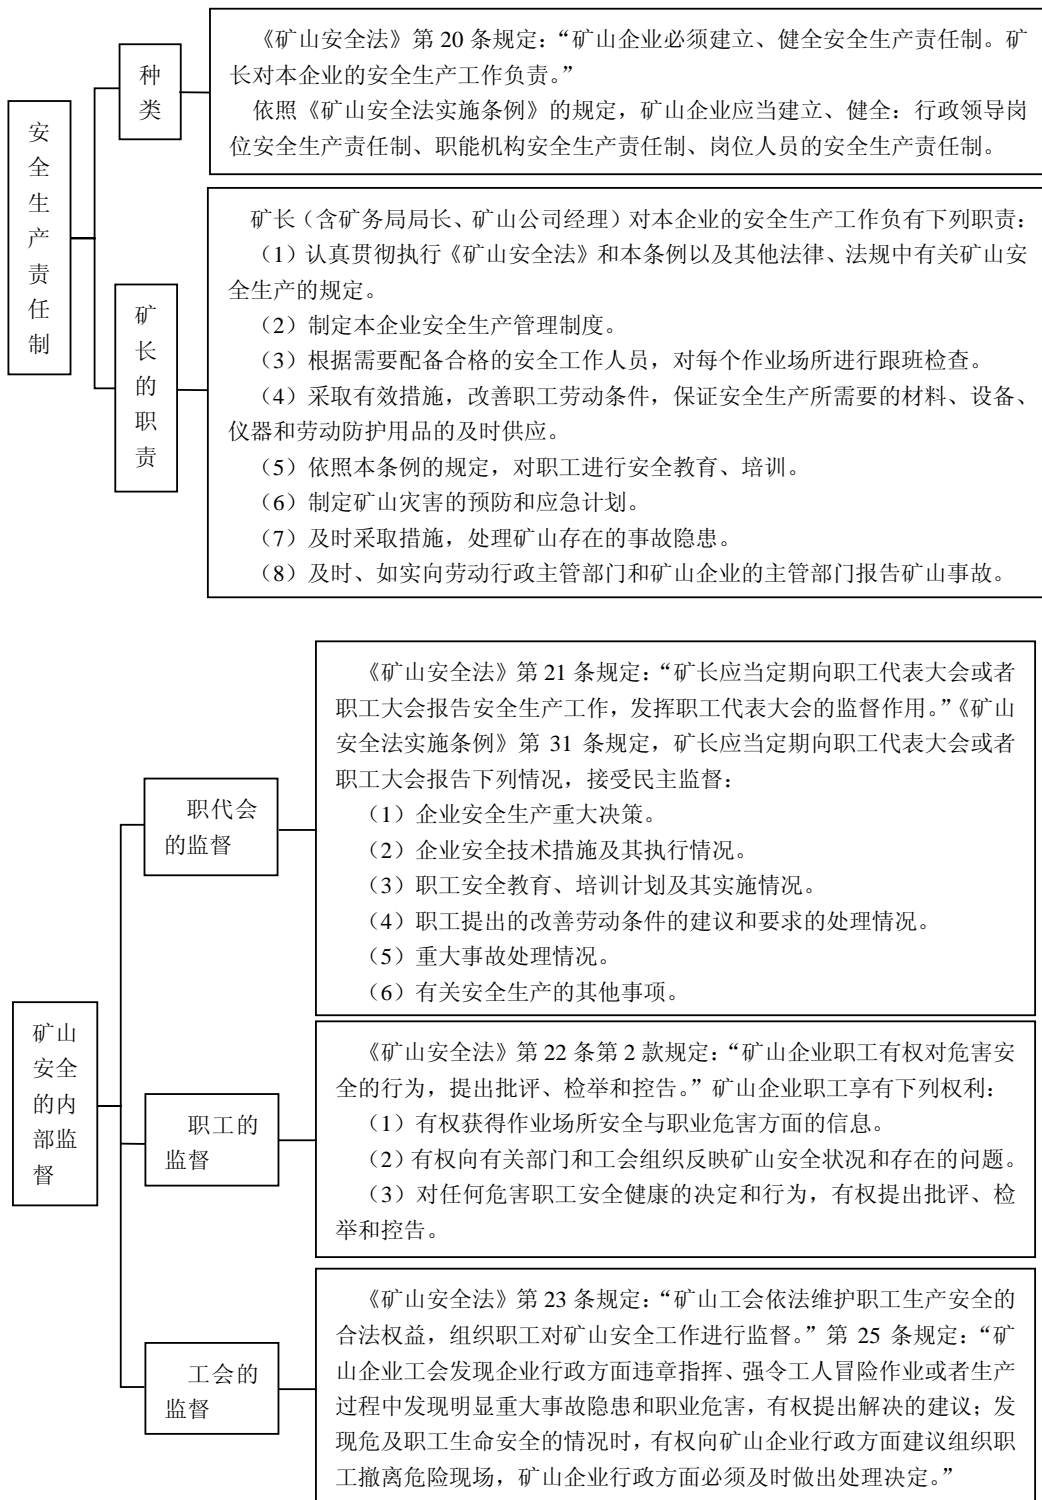 安全生产责任制
种类
《矿山安全法》第 20 条规定：“矿山企业必须建立、健全安全生产责任制。矿
长对本企业的安全生产工作负责。”
依照《矿山安全法实施条例》的规定，矿山企业应当建立、健全：行政领导岗
位安全生产责任制、职能机构安全生产责任制、岗位人员的安全生产责任制。
矿长的职责
矿长（含矿务局局长、矿山公司经理）对本企业的安全生产工作负有下列职责：
（1）认真贯彻执行《矿山安全法》和本条例以及其他法律、法规中有关矿山安
全生产的规定。
（2）制定本企业安全生产管理制度。
（3）根据需要配备合格的安全工作人员，对每个作业场所进行跟班检查。
（4）采取有效措施，改善职工劳动条件，保证安全生产所需要的材料、设备、
仪器和劳动防护用品的及时供应。
（5）依照本条例的规定，对职工进行安全教育、培训。
（6）制定矿山灾害的预防和应急计划。
（7）及时采取措施，处理矿山存在的事故隐患。
（8）及时、如实向劳动行政主管部门和矿山企业的主管部门报告矿山事故。
矿山
安全
的内
部监
督
职代会
的监督
《矿山安全法》第 21 条规定：“矿长应当定期向职工代表大会或者
职工大会报告安全生产工作，发挥职工代表大会的监督作用。”《矿山
安全法实施条例》第 31 条规定，矿长应当定期向职工代表大会或者
职工大会报告下列情况，接受民主监督：
（1）企业安全生产重大决策。
（2）企业安全技术措施及其执行情况。
（3）职工安全教育、培训计划及其实施情况。
（4）职工提出的改善劳动条件的建议和要求的处理情况。
（5）重大事故处理情况。
（6）有关安全生产的其他事项。
职工的
监督
《矿山安全法》第 22 条第 2 款规定：“矿山企业职工有权对危害安
全的行为，提出批评、检举和控告。”矿山企业职工享有下列权利：
（1）有权获得作业场所安全与职业危害方面的信息。
（2）有权向有关部门和工会组织反映矿山安全状况和存在的问题。
（3）对任何危害职工安全健康的决定和行为，有权提出批评、检
举和控告。
工会的
监督
《矿山安全法》第 23 条规定：“矿山工会依法维护职工生产安全的
合法权益，组织职工对矿山安全工作进行监督。”第 25 条规定：“矿
山企业工会发现企业行政方面违章指挥、强令工人冒险作业或者生产
过程中发现明显重大事故隐患和职业危害，有权提出解决的建议；发
现危及职工生命安全的情况时，有权向矿山企业行政方面建议组织职
工撤离危险现场，矿山企业行政方面必须及时做出处理决定。”